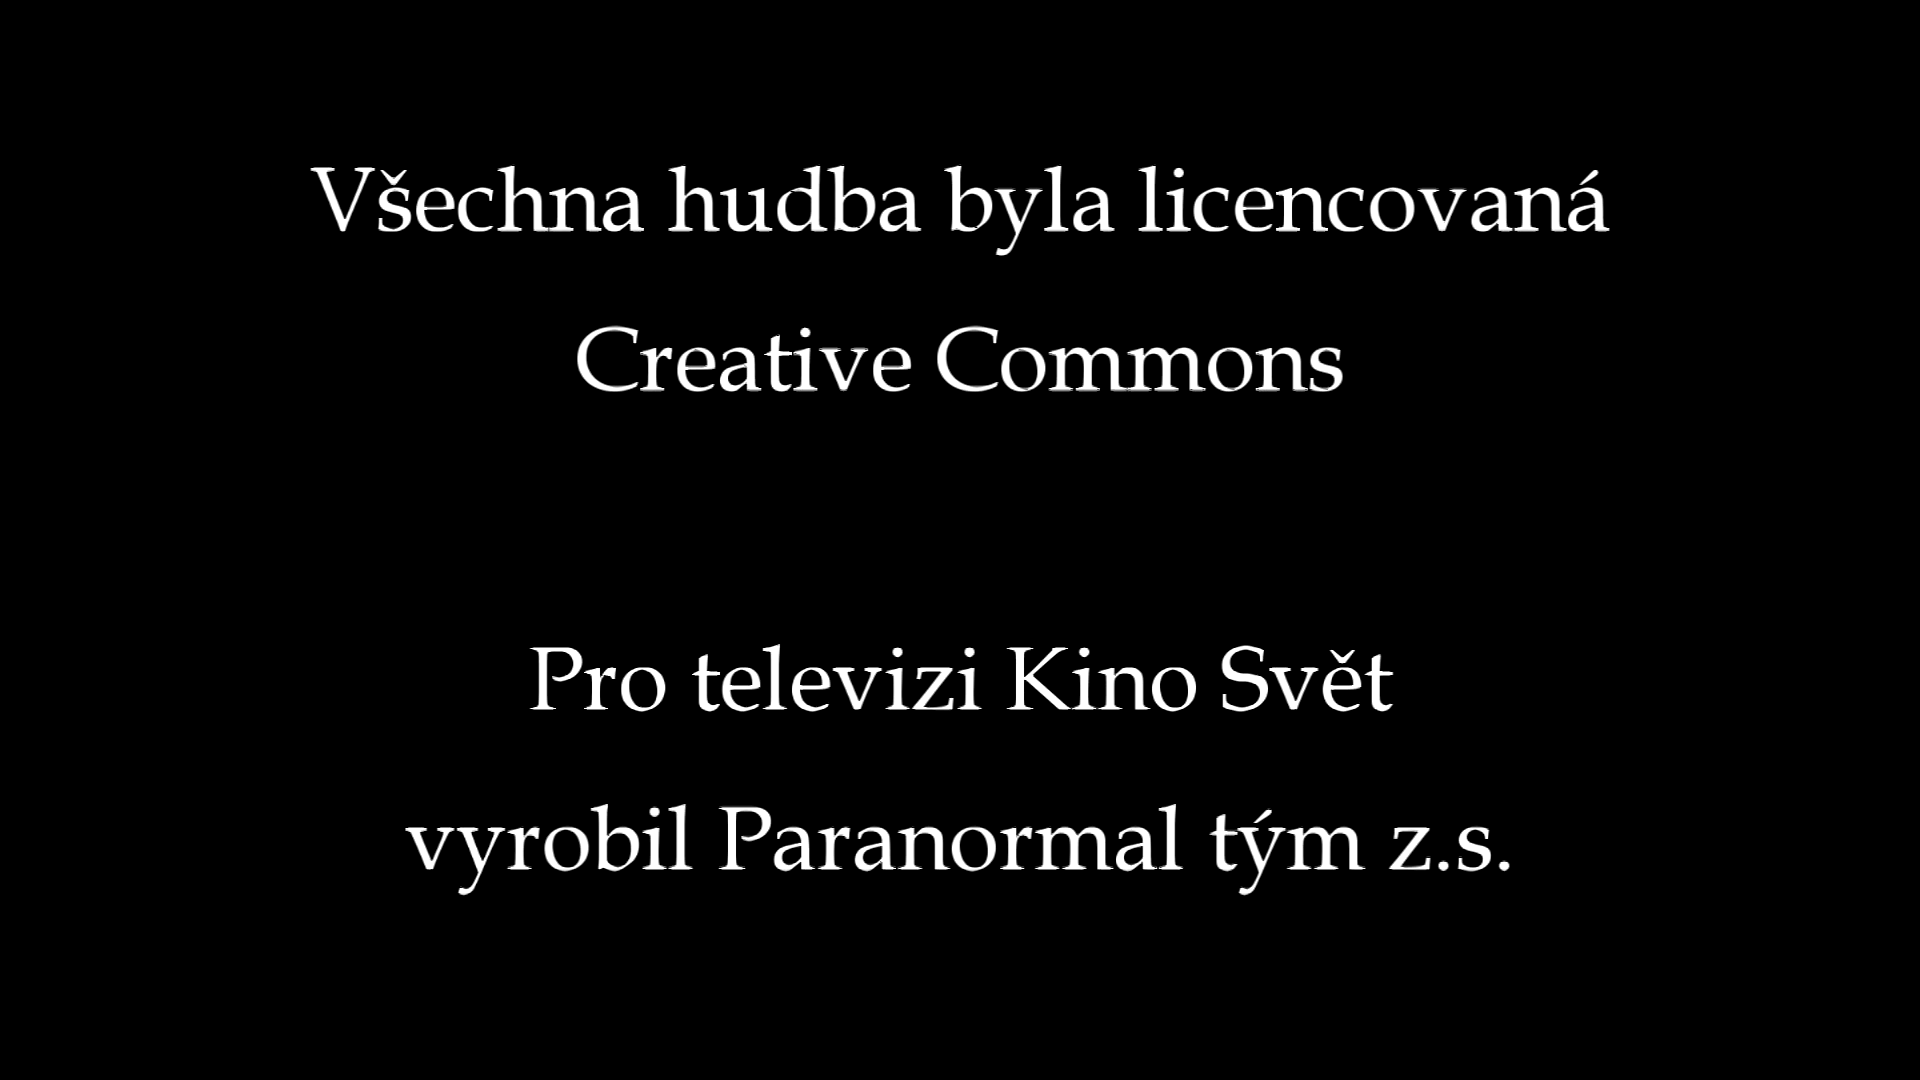 Všechna hudba byla licencovaná
Creative Commons
Pro televizi Kino Svět
vyrobil Paranormal tým z.s.